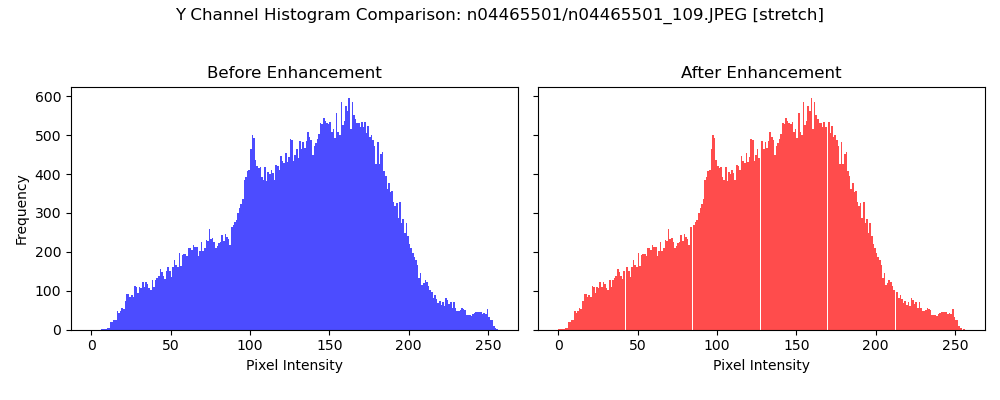 Y Channel Histogram Comparison: n04465501/n04465501_109.JPEG [stretch]
Before Enhancement
After Enhancement
Frequency
600
500
400
300
200
100
0
0 50 100 150 200 250
0 50 100 150 200 250
Pixel Intensity
Pixel Intensity